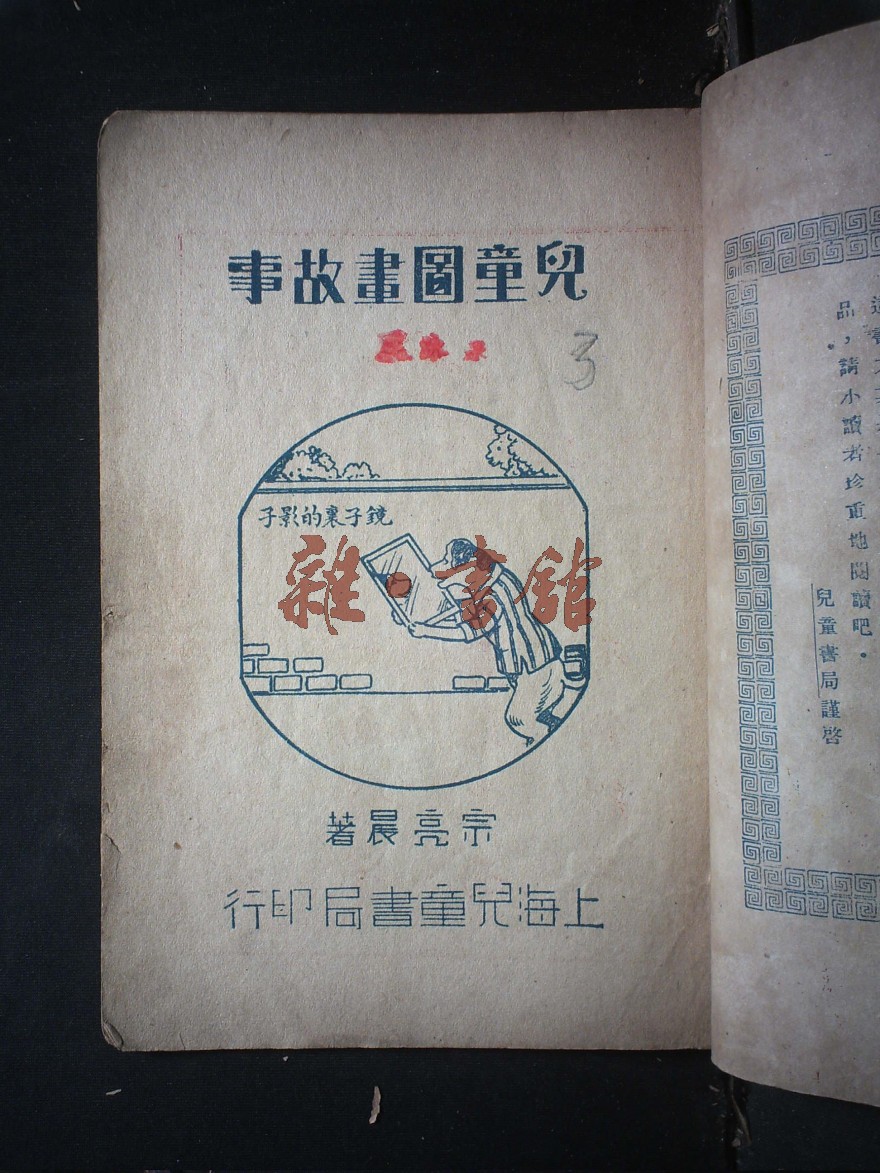 兒童圖畫故事
3
鏡子裏的影子
雜·書館
宗亮晨著
上海兒童書局印行
品,請小讀者珍重地閱讀吧。
兒童書局謹啓